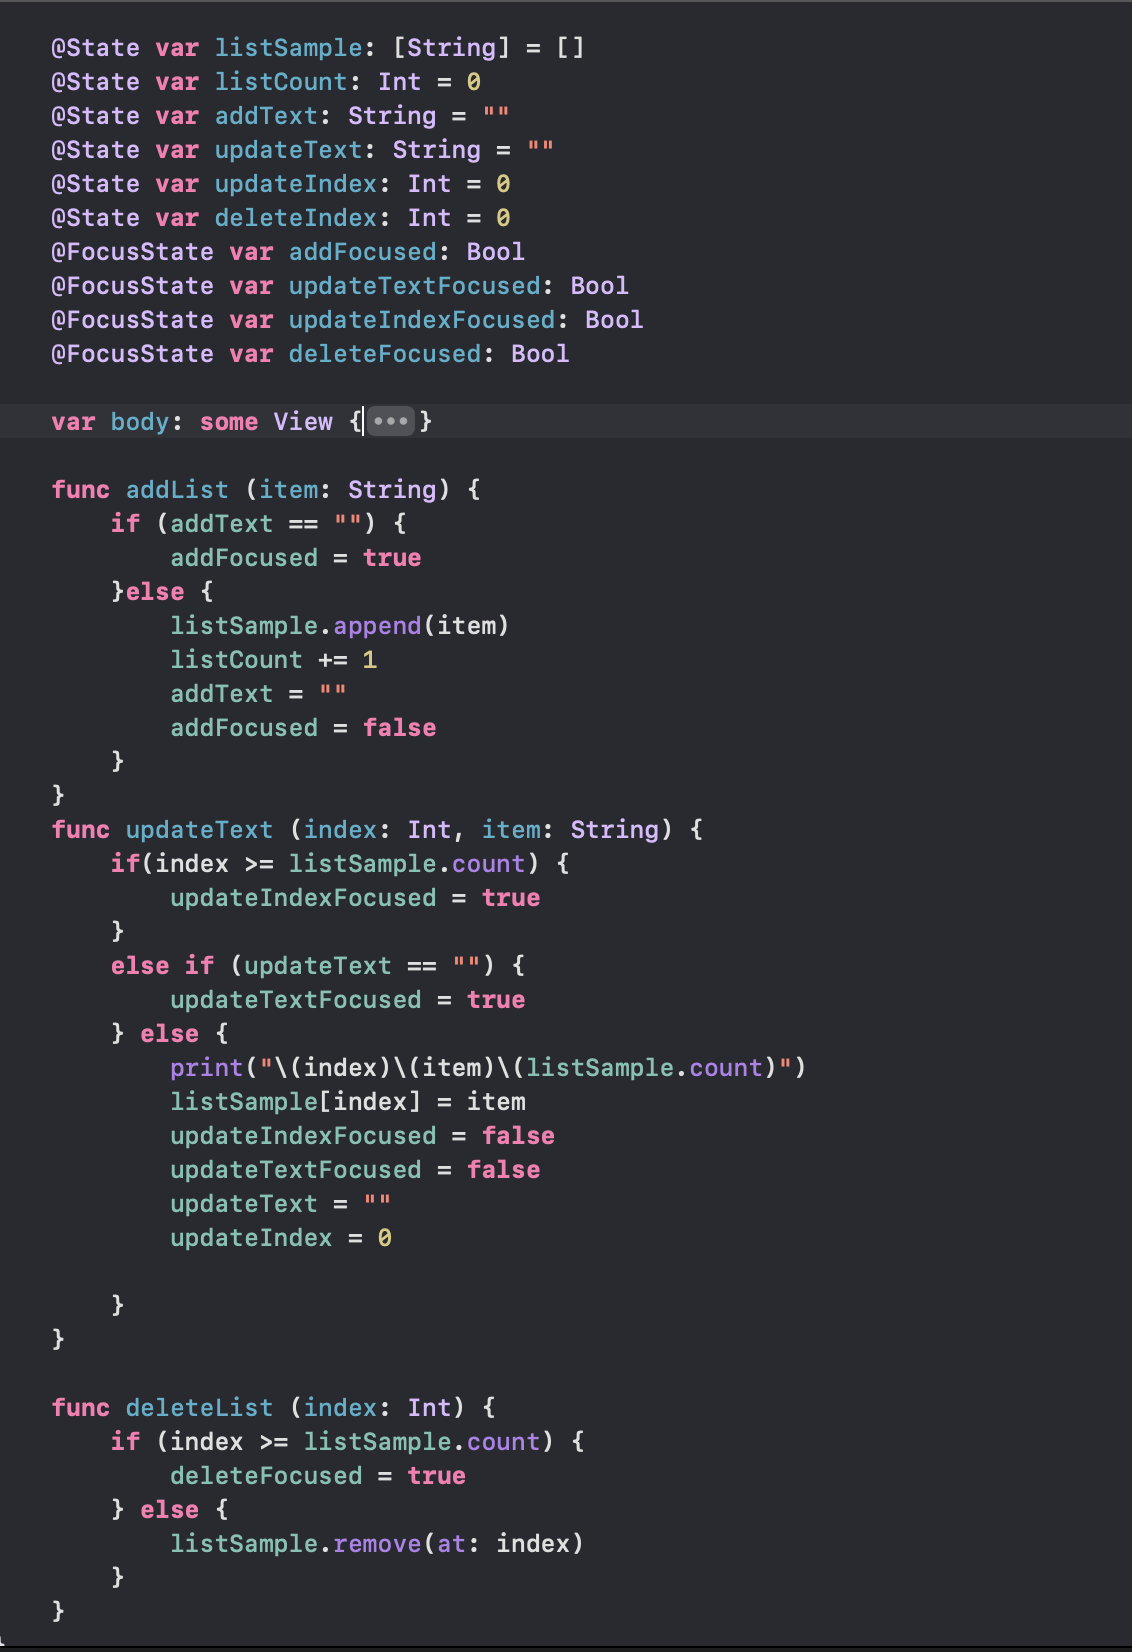 @State var listSample: [String] = []
@State var listCount: Int = 0
@State var addText: String = ""
@State var updateText: String = ""
@State var updateIndex: Int = 0
@State var deleteIndex: Int = 0
@FocusState var addFocused: Bool
@FocusState var updateTextFocused: Bool
@FocusState var updateIndexFocused: Bool
@FocusState var deleteFocused: Bool

var body: some View {•••}

func addList (item: String) {
    if (addText == "") {
        addFocused = true
    }else {
        listSample.append(item)
        listCount += 1
        addText = ""
        addFocused = false
    }
}
func updateText (index: Int, item: String) {
    if(index >= listSample.count) {
        updateIndexFocused = true
    }
    else if (updateText == "") {
        updateTextFocused = true
    } else {
        print("\(index)\(item)\(listSample.count)")
        listSample[index] = item
        updateIndexFocused = false
        updateTextFocused = false
        updateText = ""
        updateIndex = 0

    }
}

func deleteList (index: Int) {
    if (index >= listSample.count) {
        deleteFocused = true
    } else {
        listSample.remove(at: index)
    }
}